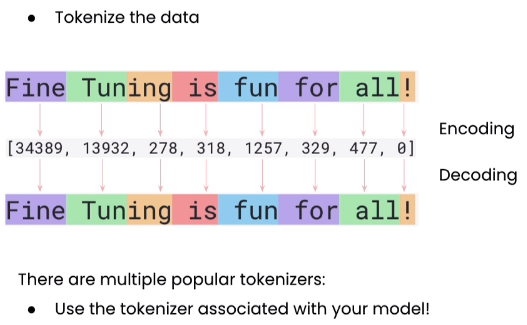 ● Tokenize the data
Fine Tuning is fun for all!
Encoding
[34389, 13932, 278, 318, 1257, 329, 477, 0]
Decoding
Fine Tuning is fun for all!
There are multiple popular tokenizers:
● Use the tokenizer associated with your model!